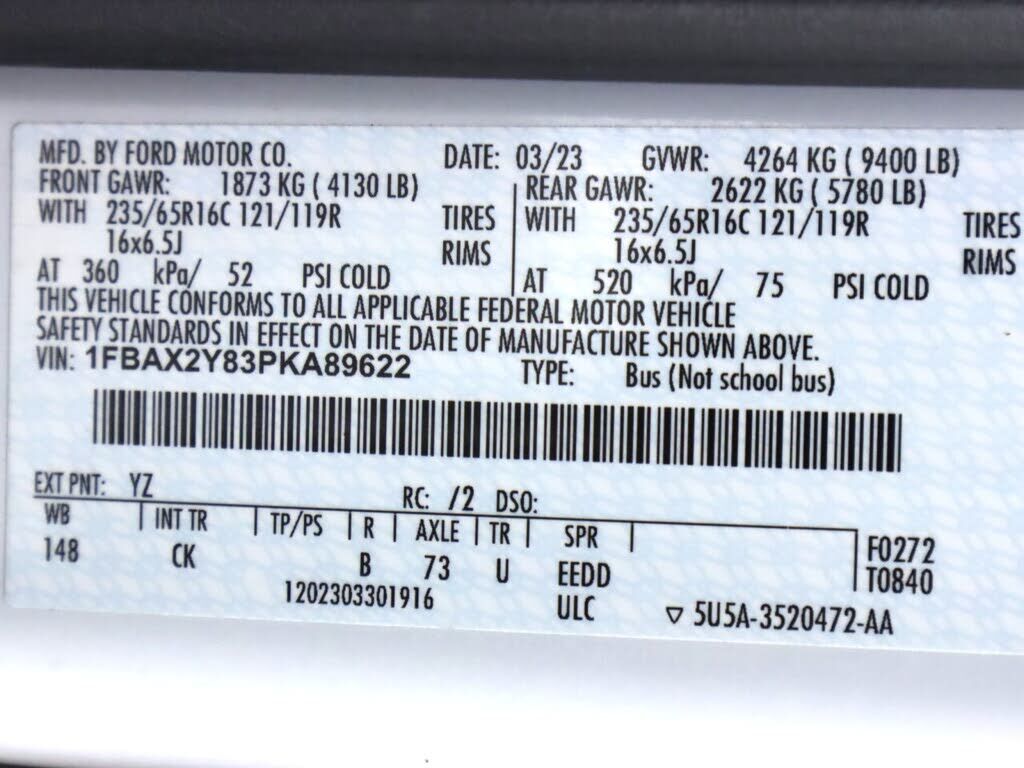 MFD. BY FORD MOTOR CO. DATE: 03/23 GVWR: 4264 KG ( 9400 LB)
FRONT GAWR: 1873 KG ( 4130 LB) REAR GAWR: 2622 KG ( 5780 LB)
WITH 235/65R16C 121/119R TIRES WITH 235/65R16C 121/119R TIRES
16x6.5J RIMS 16x6.5J RIMS
AT 360 kPa/ 52 PSI COLD AT 520 kPa/ 75 PSI COLD
THIS VEHICLE CONFORMS TO ALL APPLICABLE FEDERAL MOTOR VEHICLE
SAFETY STANDARDS IN EFFECT ON THE DATE OF MANUFACTURE SHOWN ABOVE.
VIN: 1FBAX2Y83PKA89622 TYPE: Bus (Not school bus)
EXT PNT: YZ RC: /2 DSO:
WB INT TR TP/PS R AXLE TR SPR F0272
148 CK B 73 U EEDD T0840
1202303301916 ULC ▽ 5U5A-3520472-AA